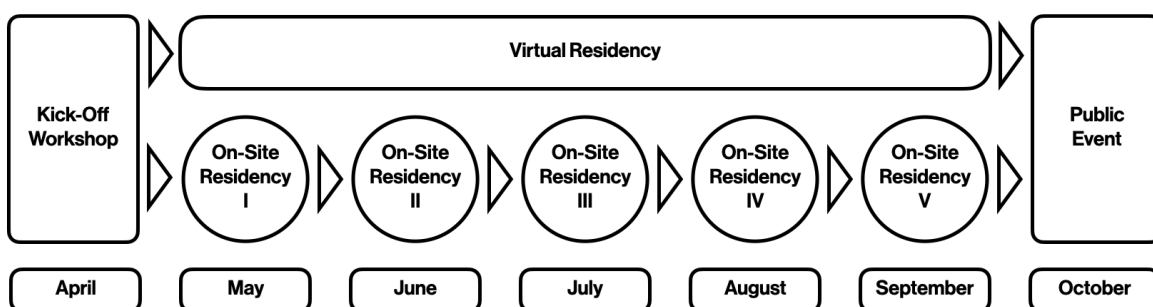 Virtual Residency
Kick-Off
Workshop
Public
Event
On-Site
Residency
I
On-Site
Residency
II
On-Site
Residency
III
On-Site
Residency
IV
On-Site
Residency
V
April
May
June
July
August
September
October